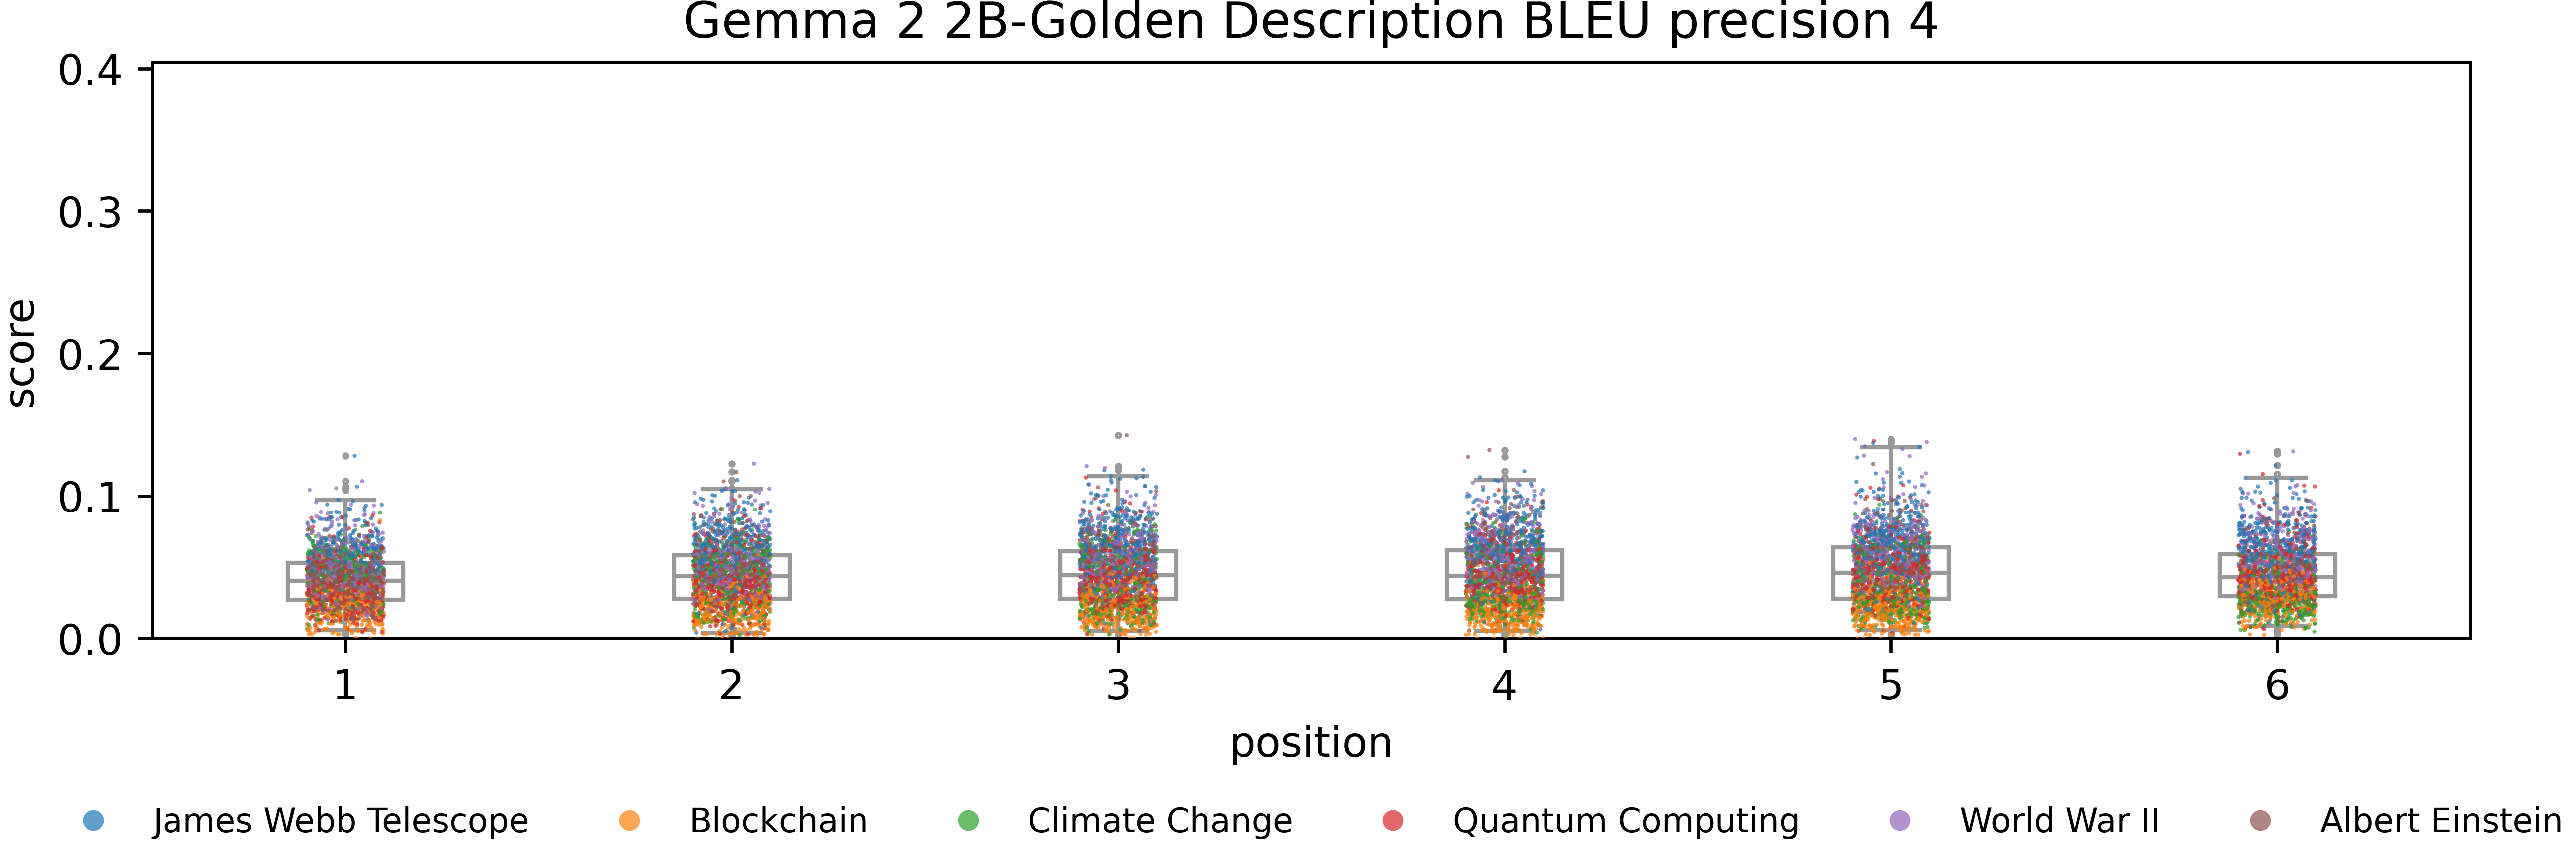 Gemma 2 2B-Golden Description BLEU precision 4
0.4
0.3
0.2
0.1
0.0
score
1 2 3 4 5 6
position
James Webb Telescope Blockchain Climate Change Quantum Computing World War II Albert Einstein